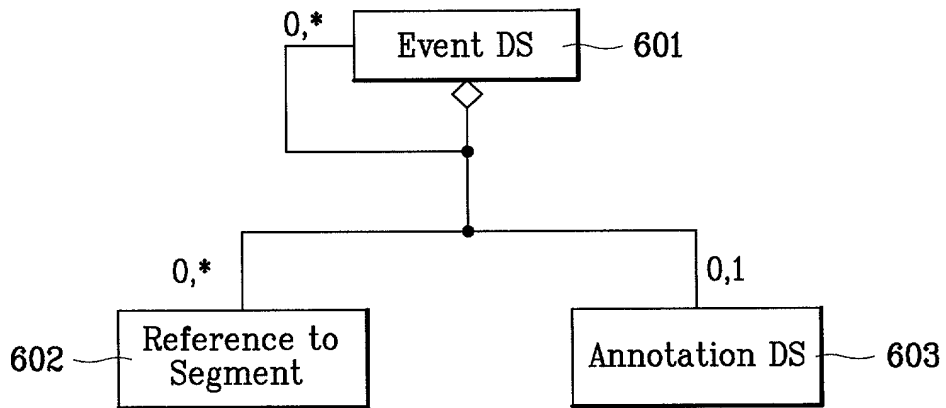 0,*
Event DS
601
0,*
0,1
602
Reference to
Segment
Annotation DS
603